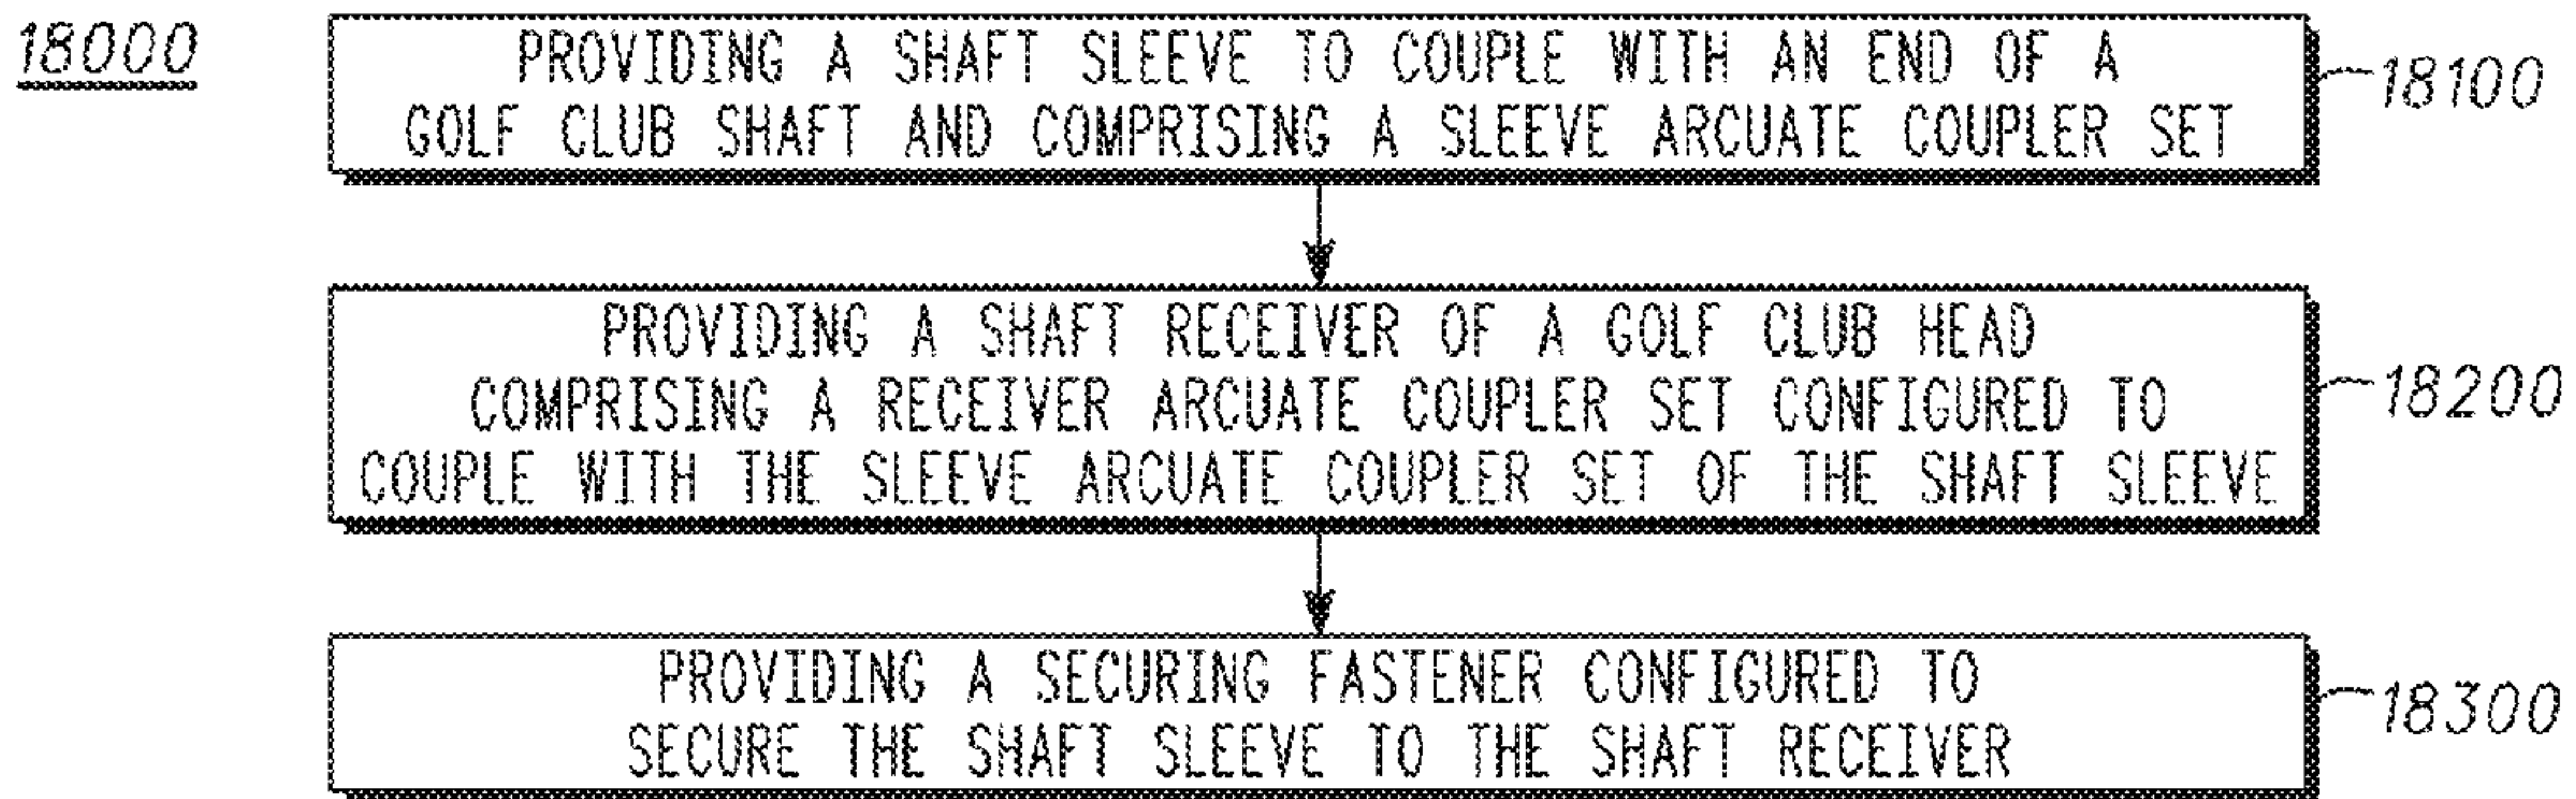 18000
PROVIDING A SHAFT SLEEVE TO COUPLE WITH AN END OF A
GOLF CLUB SHAFT AND COMPRISING A SLEEVE ARCUATE COUPLER SET
18100
PROVIDING A SHAFT RECEIVER OF A GOLF CLUB HEAD
COMPRISING A RECEIVER ARCUATE COUPLER SET CONFIGURED TO
COUPLE WITH THE SLEEVE ARCUATE COUPLER SET OF THE SHAFT SLEEVE
18200
PROVIDING A SECURING FASTENER CONFIGURED TO
SECURE THE SHAFT SLEEVE TO THE SHAFT RECEIVER
18300